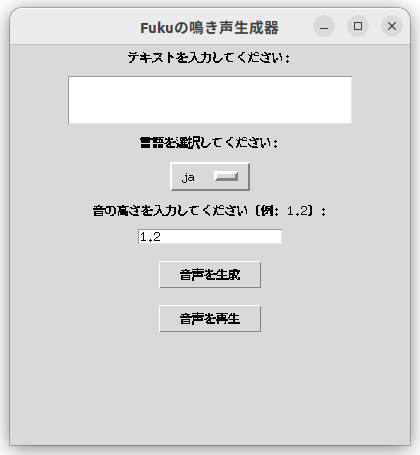 Fukuの鳴き声生成器
テキストを入力してください:
言語を選択してください:
ja
音の高さを入力してください（例: 1.2）:
1.2
音声を生成
音声を再生